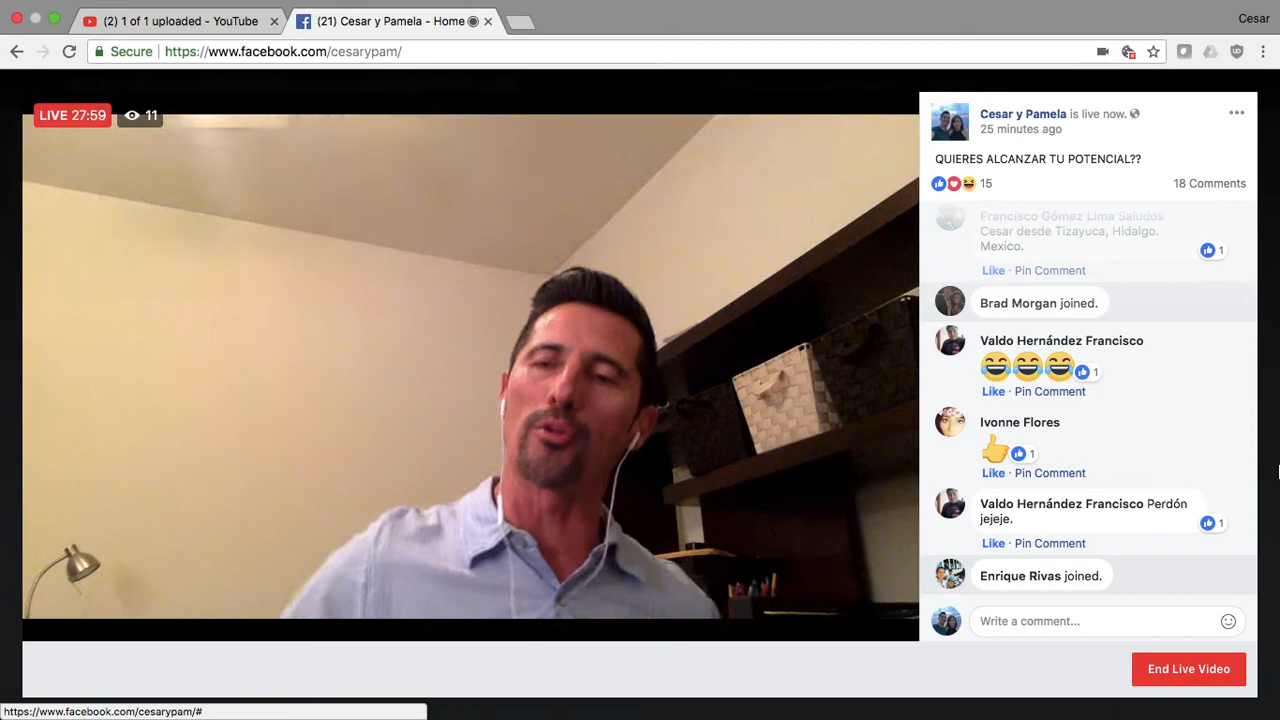 (2) 1 of 1 uploaded - YouTube
(21) Cesar y Pamela - Home
Cesar
Secure
https://www.facebook.com/cesarypam/
LIVE 27:59
11
Cesar y Pamela is live now.
25 minutes ago
QUIERES ALCANZAR TU POTENCIAL??
15
18 Comments
Francisco Gómez Lima Saludos
Cesar desde Tizayuca, Hidalgo.
Mexico.
1
Like · Pin Comment
Brad Morgan joined.
Valdo Hernández Francisco
1
Like · Pin Comment
Ivonne Flores
1
Like · Pin Comment
Valdo Hernández Francisco Perdón
jejeje.
1
Like · Pin Comment
Enrique Rivas joined.
Write a comment...
End Live Video
https://www.facebook.com/cesarypam/#